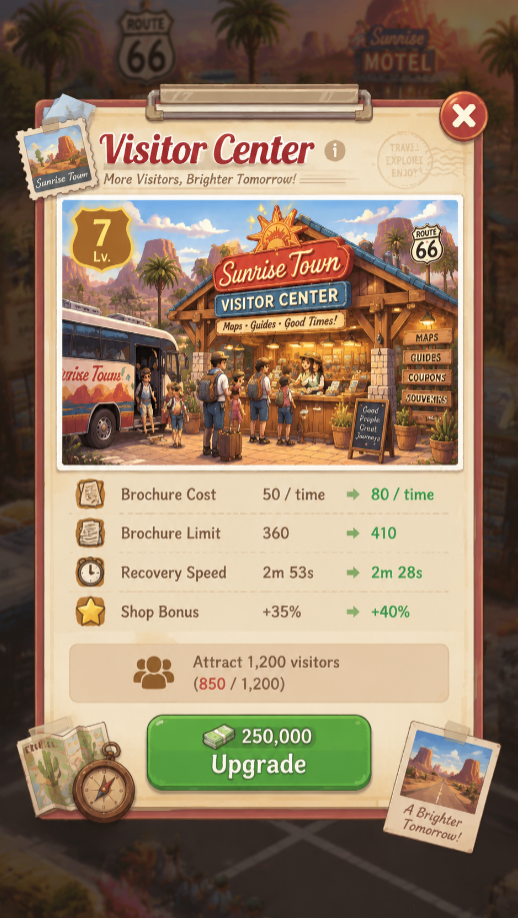 ROUTE
66
Sunrise
MOTEL
Sunrise Town
Visitor Center
i
TRAVEL
EXPLORE
ENJOY
More Visitors, Brighter Tomorrow!
7
Lv.
ROUTE
66
Sunrise Town
VISITOR CENTER
Maps • Guides • Good Times!
MAPS
GUIDES
COUPONS
SOUVENIRS
Sunrise Tours
Good
People
Great
Journeys
Brochure Cost 50 / time 80 / time
Brochure Limit 360 410
Recovery Speed 2m 53s 2m 28s
Shop Bonus +35% +40%
Attract 1,200 visitors
(850 / 1,200)
250,000
Upgrade
A Brighter
Tomorrow!